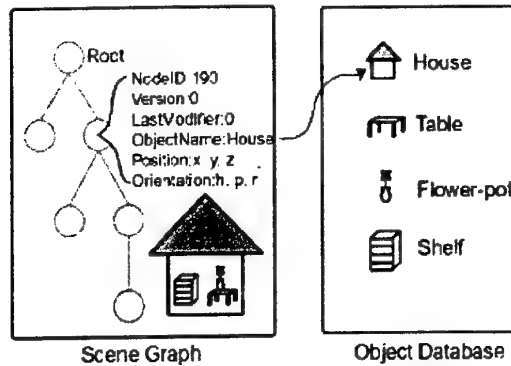 Root
NodeID 190
Version:0
LastModifier:0
ObjectName:House
Position:x y, z
Orientation:h, p, r
Scene Graph
House
Table
Flower-pot
Shelf
Object Database